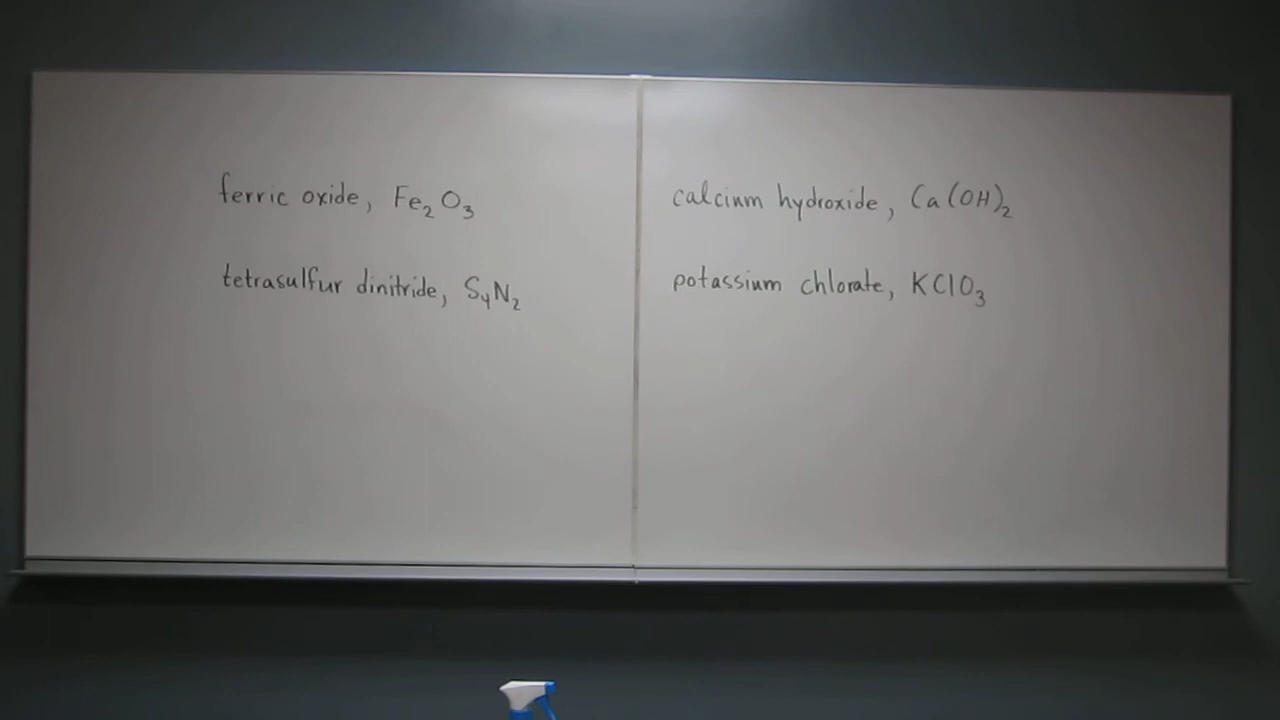 ferric oxide, Fe₂O₃
tetrasulfur dinitride, S₄N₂
calcium hydroxide, Ca(OH)₂
potassium chlorate, KClO₃